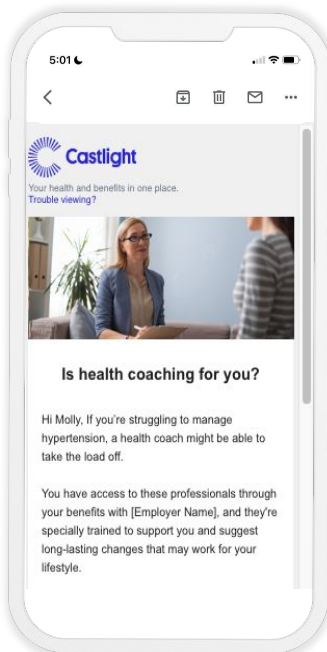 5:01
Castlight
Your health and benefits in one place.
Trouble viewing?
Is health coaching for you?
Hi Molly, If you're struggling to manage
hypertension, a health coach might be able to
take the load off.
You have access to these professionals through
your benefits with [Employer Name], and they're
specially trained to support you and suggest
long-lasting changes that may work for your
lifestyle.